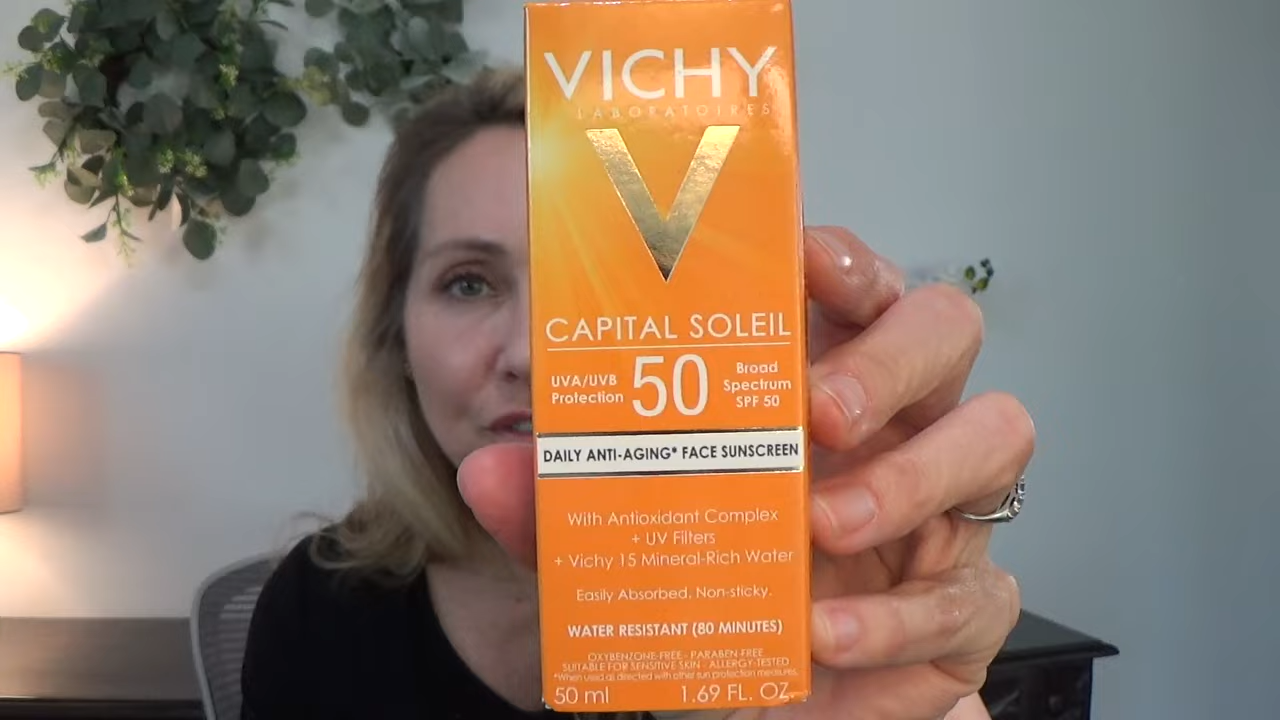 VICHY
LABORATOIRES
CAPITAL SOLEIL
UVA/UVB
Protection
50
Broad
Spectrum
SPF 50
DAILY ANTI-AGING* FACE SUNSCREEN
With Antioxidant Complex
+ UV Filters
+ Vichy 15 Mineral-Rich Water
Easily Absorbed, Non-sticky.
WATER RESISTANT (80 MINUTES)
OXYBENZONE-FREE - PARABEN-FREE
SUITABLE FOR SENSITIVE SKIN - ALLERGY-TESTED
*When used as directed with other sun protection measures.
50 ml 1.69 FL. OZ.